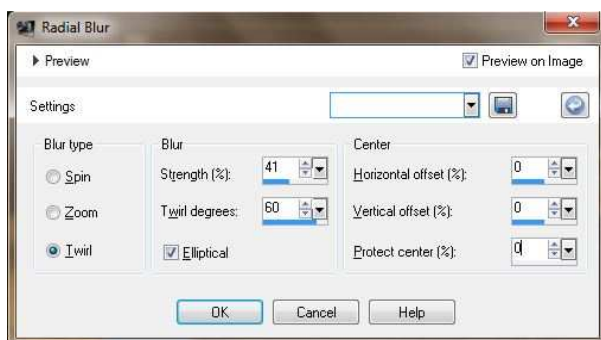 Radial Blur
Preview
Preview on Image
Settings
Blur type
Spin
Zoom
Twirl
Blur
Strength (%): 41
Twirl degrees: 60
Elliptical
Center
Horizontal offset (%): 0
Vertical offset (%): 0
Protect center (%): 0
OK Cancel Help